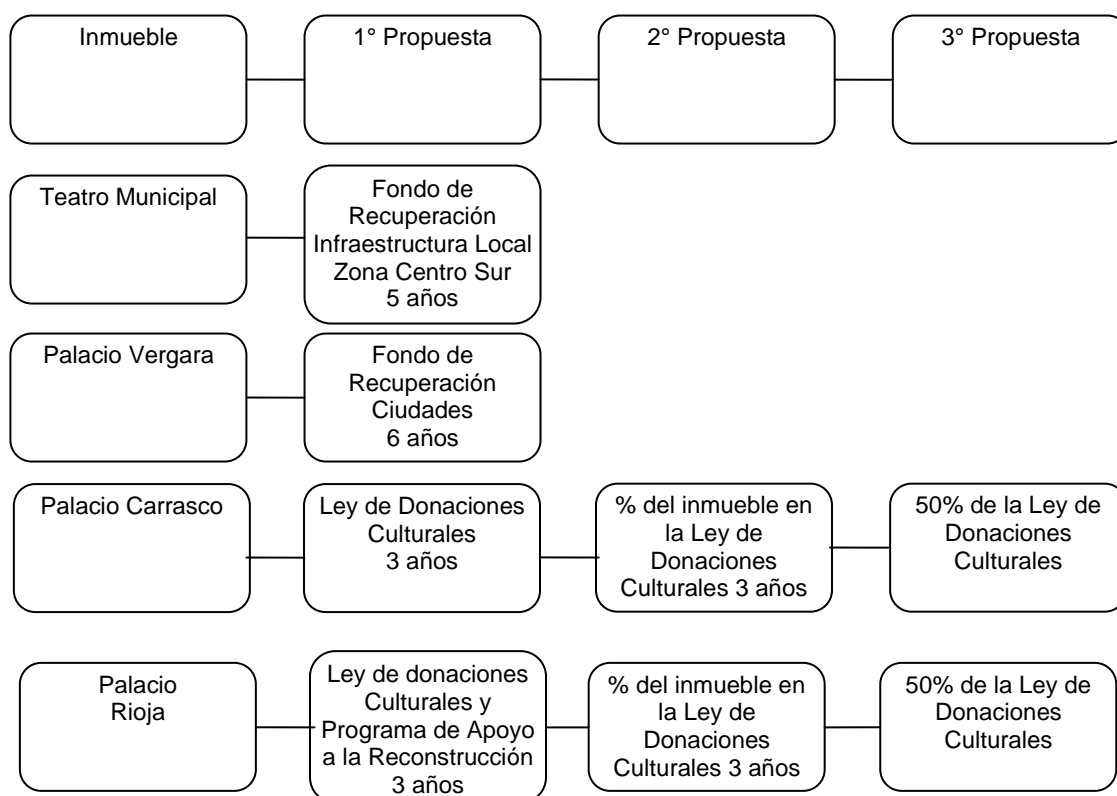 Inmueble
1° Propuesta
2° Propuesta
3° Propuesta
Teatro Municipal
Fondo de
Recuperación
Infraestructura Local
Zona Centro Sur
5 años
Palacio Vergara
Fondo de
Recuperación
Ciudades
6 años
Palacio Carrasco
Ley de Donaciones
Culturales
3 años
% del inmueble en
la Ley de
Donaciones
Culturales 3 años
50% de la Ley de
Donaciones
Culturales
Palacio
Rioja
Ley de donaciones
Culturales y
Programa de Apoyo
a la Reconstrucción
3 años
% del inmueble en
la Ley de
Donaciones
Culturales 3 años
50% de la Ley de
Donaciones
Culturales